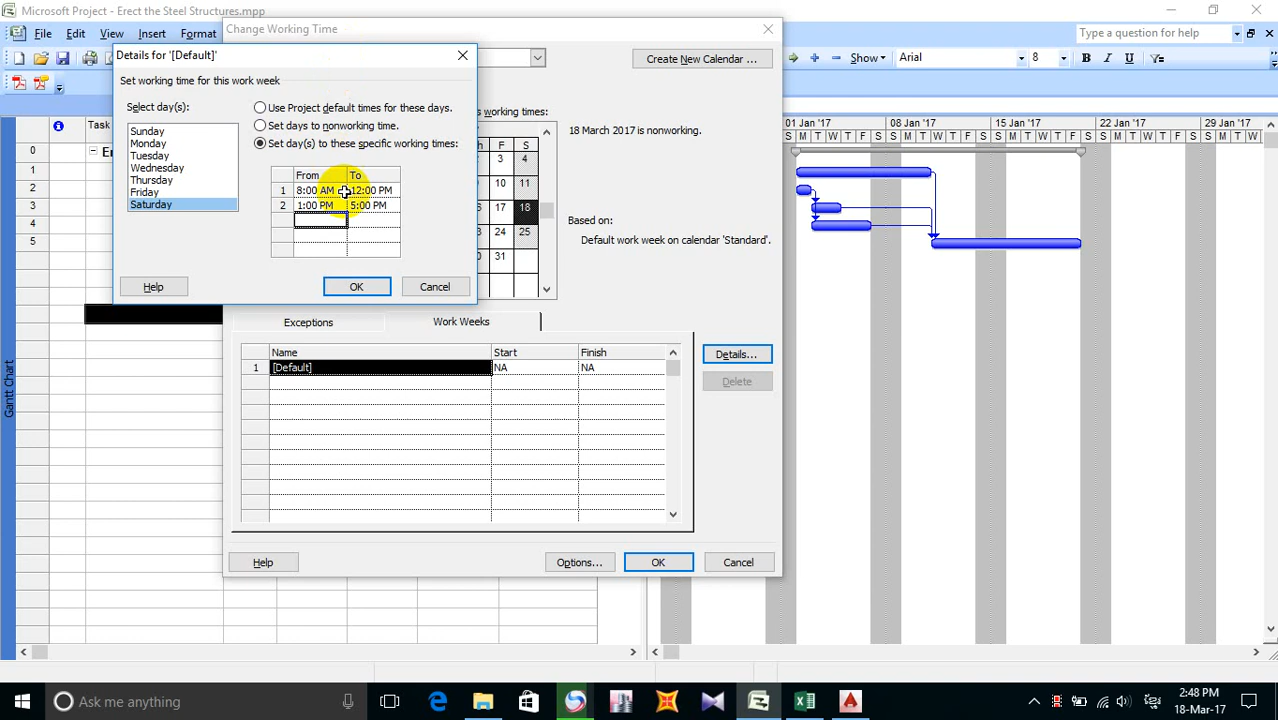 Microsoft Project - Erect the Steel Structures.mpp
File Edit View Insert Format
Type a question for help
Show Arial 8 B I U
Change Working Time
Create New Calendar ...
Details for '[Default]'
Set working time for this work week
Select day(s):
Sunday
Monday
Tuesday
Wednesday
Thursday
Friday
Saturday
Use Project default times for these days.
Set days to nonworking time.
Set day(s) to these specific working times:
From To
1 8:00 AM 12:00 PM
2 1:00 PM 5:00 PM
Help OK Cancel
s working times:
F S
3 4
10 11
17 18
24 25
31
18 March 2017 is nonworking.
Based on:
Default work week on calendar 'Standard'.
Exceptions Work Weeks
Name Start Finish
1 [Default] NA NA
Details...
Delete
Help Options... OK Cancel
Task
0
1
2
3
4
5
Gantt Chart
01 Jan '17 08 Jan '17 15 Jan '17 22 Jan '17 29 Jan '17
S M T W T F S S M T W T F S S M T W T F S S M T W T F S S M T W
Ask me anything
2:48 PM
18-Mar-17